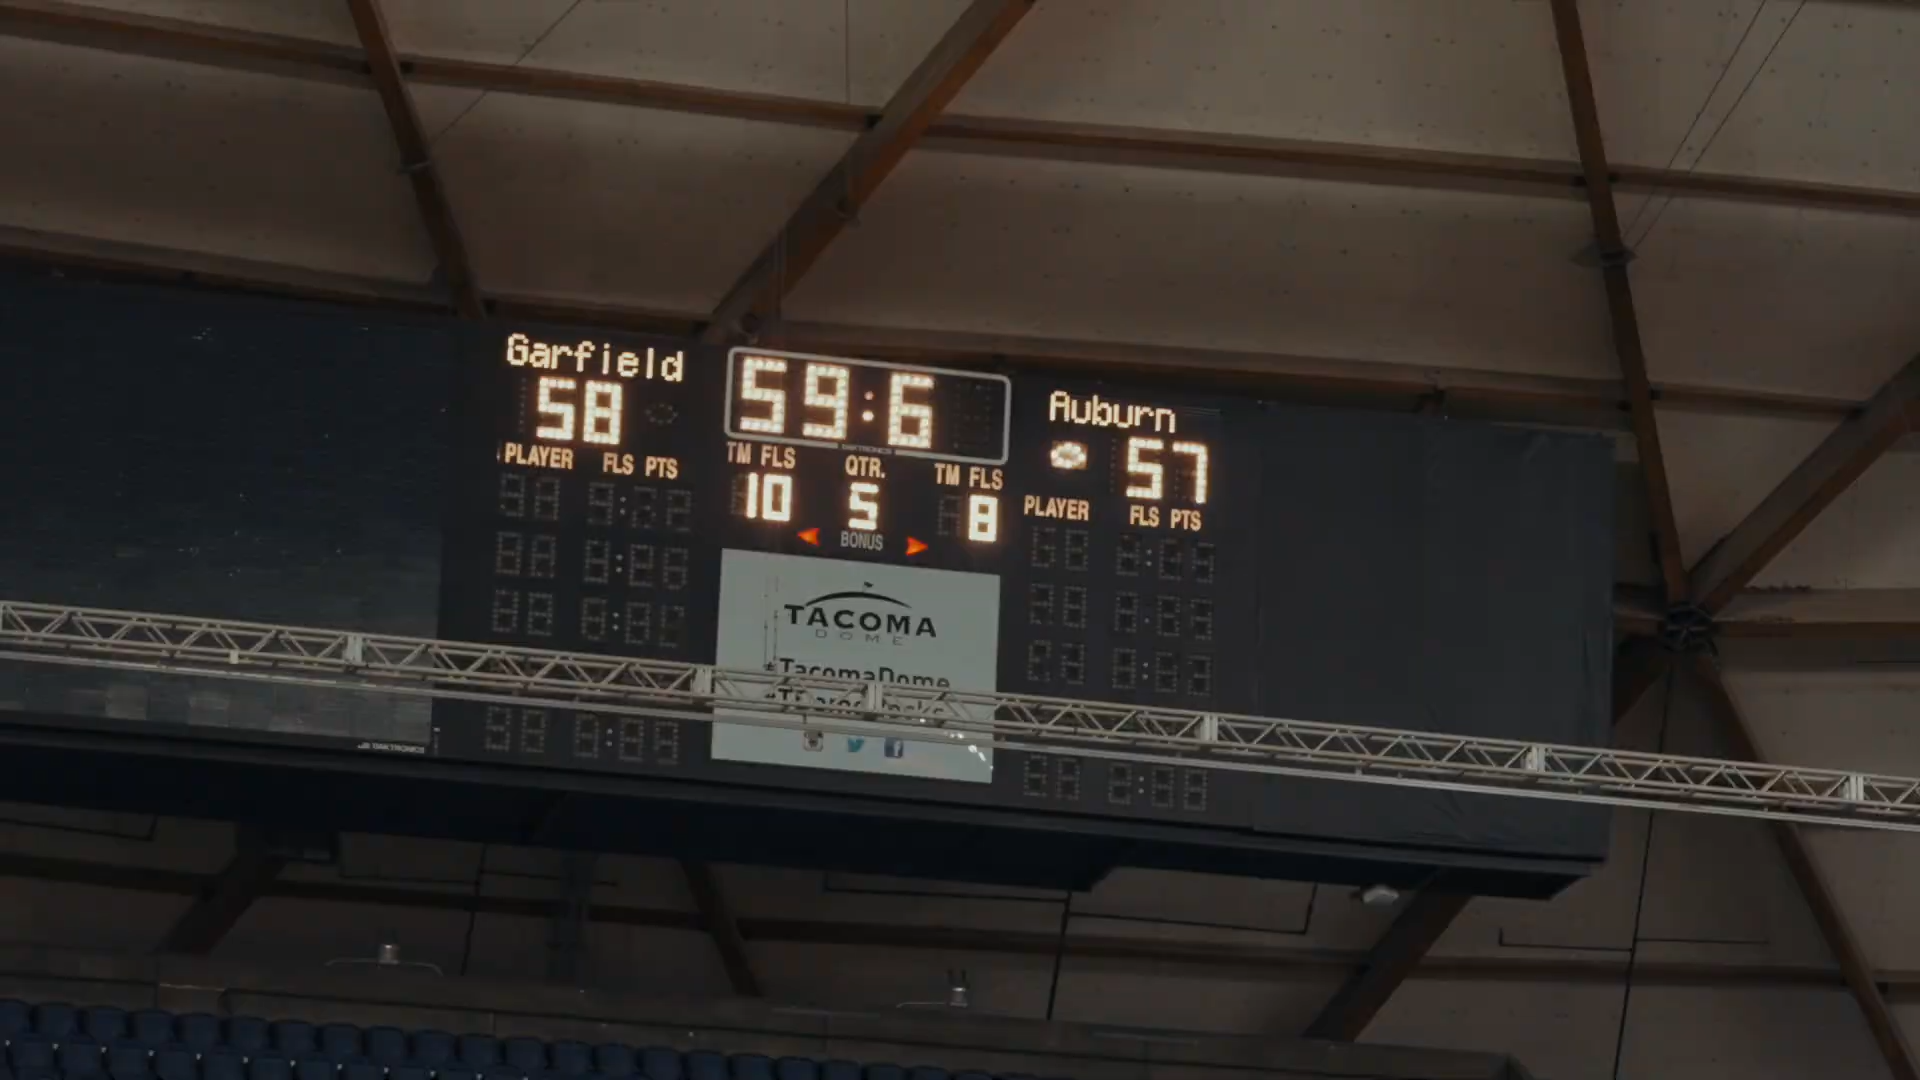 Garfield
58
59:6
Auburn
57
PLAYER FLS PTS
TM FLS
QTR.
TM FLS
10
5
8
BONUS
PLAYER FLS PTS
TACOMA
DOME
#TacomaDome
DAKTRONICS